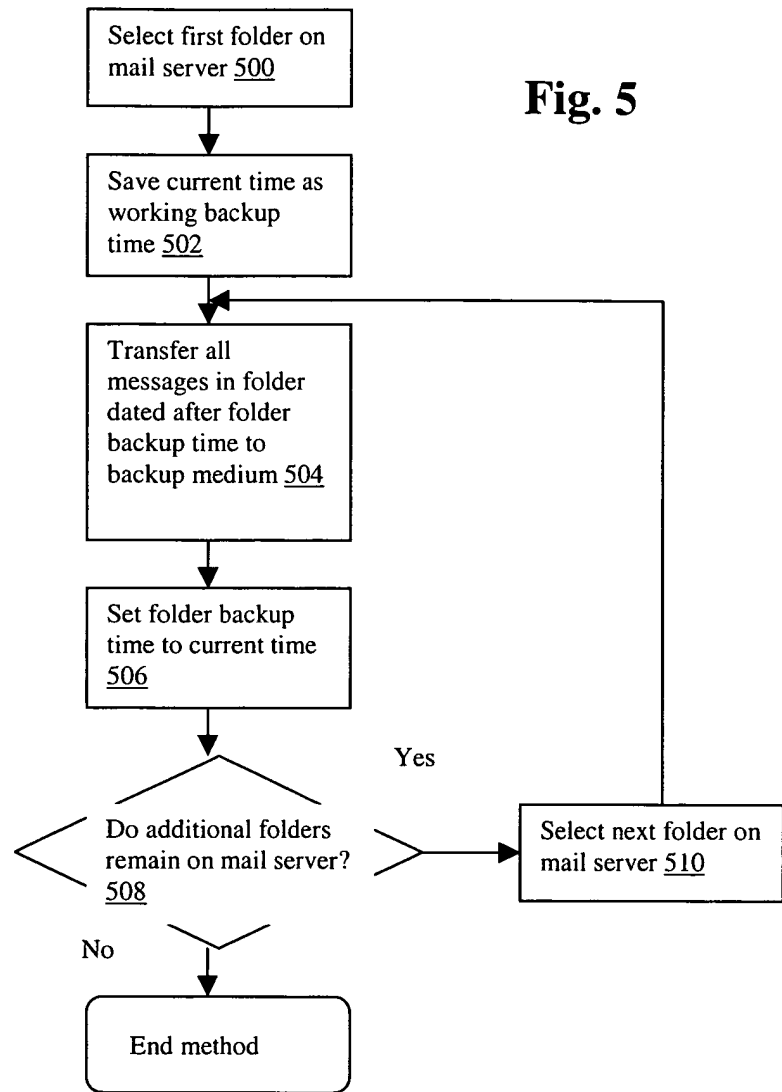 Select first folder on
mail server 500
Fig. 5
Save current time as
working backup
time 502
Transfer all
messages in folder
dated after folder
backup time to
backup medium 504
Set folder backup
time to current time
506
Yes
Do additional folders
remain on mail server?
508
Select next folder on
mail server 510
No
End method